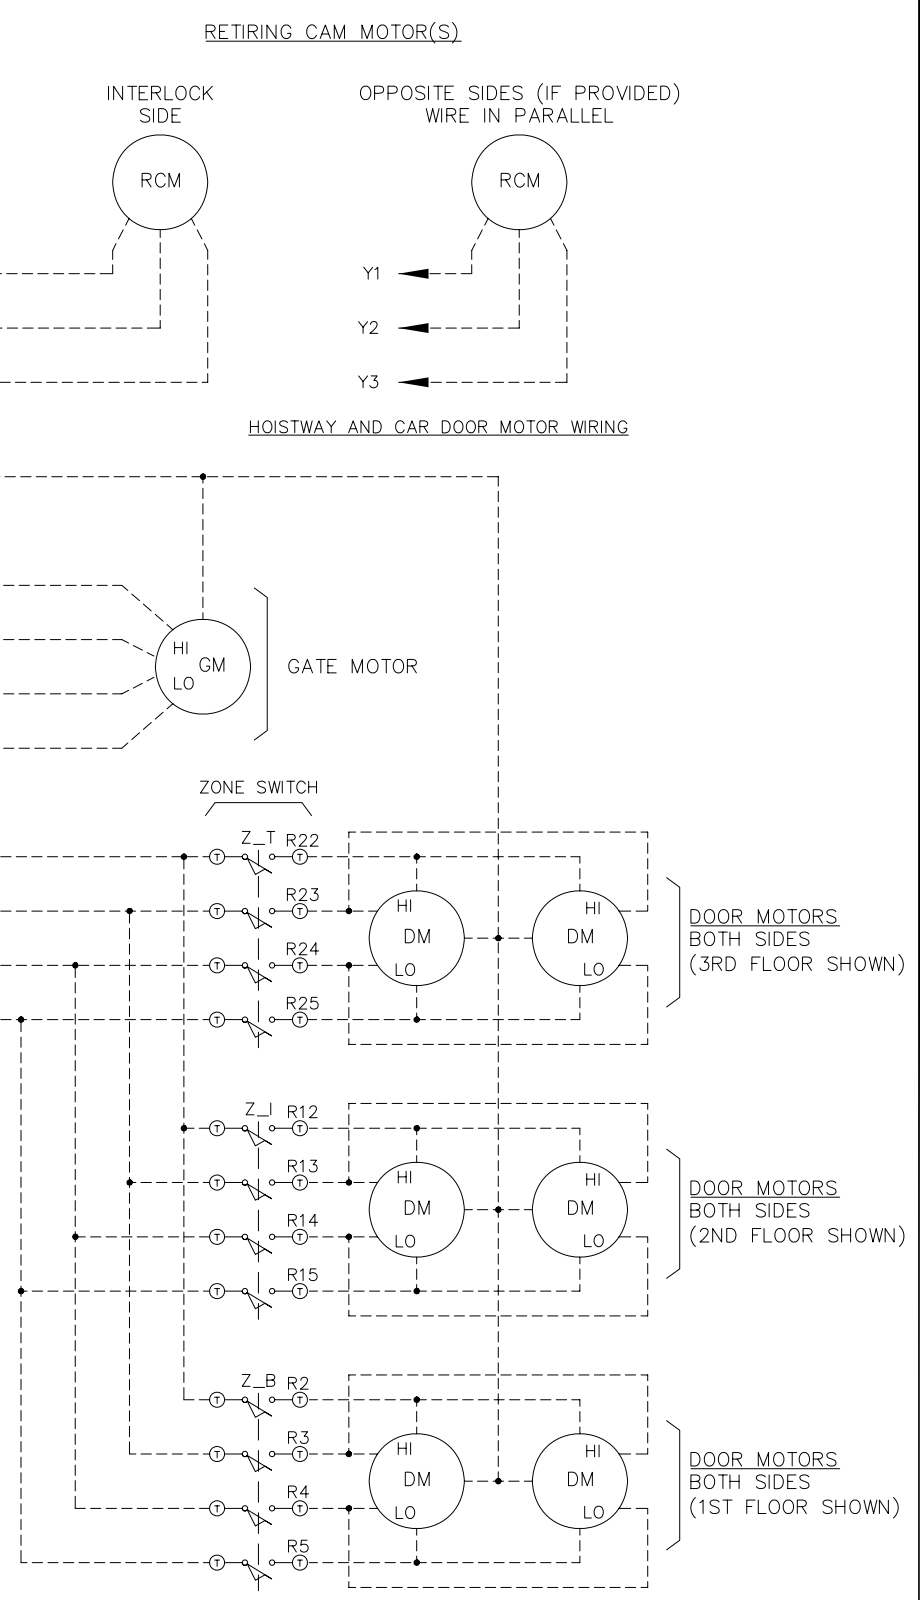 RETIRING CAM MOTOR(S)
INTERLOCK
SIDE
OPPOSITE SIDES (IF PROVIDED)
WIRE IN PARALLEL
RCM
RCM
Y1
Y2
Y3
HOISTWAY AND CAR DOOR MOTOR WIRING
HI
GM
LO
GATE MOTOR
ZONE SWITCH
Z_T
R22
T
T
R23
T
T
R24
T
T
R25
T
T
HI
DM
LO
HI
DM
LO
DOOR MOTORS
BOTH SIDES
(3RD FLOOR SHOWN)
Z_I
R12
T
T
R13
T
T
R14
T
T
R15
T
T
HI
DM
LO
HI
DM
LO
DOOR MOTORS
BOTH SIDES
(2ND FLOOR SHOWN)
Z_B
R2
T
T
R3
T
T
R4
T
T
R5
T
T
HI
DM
LO
HI
DM
LO
DOOR MOTORS
BOTH SIDES
(1ST FLOOR SHOWN)